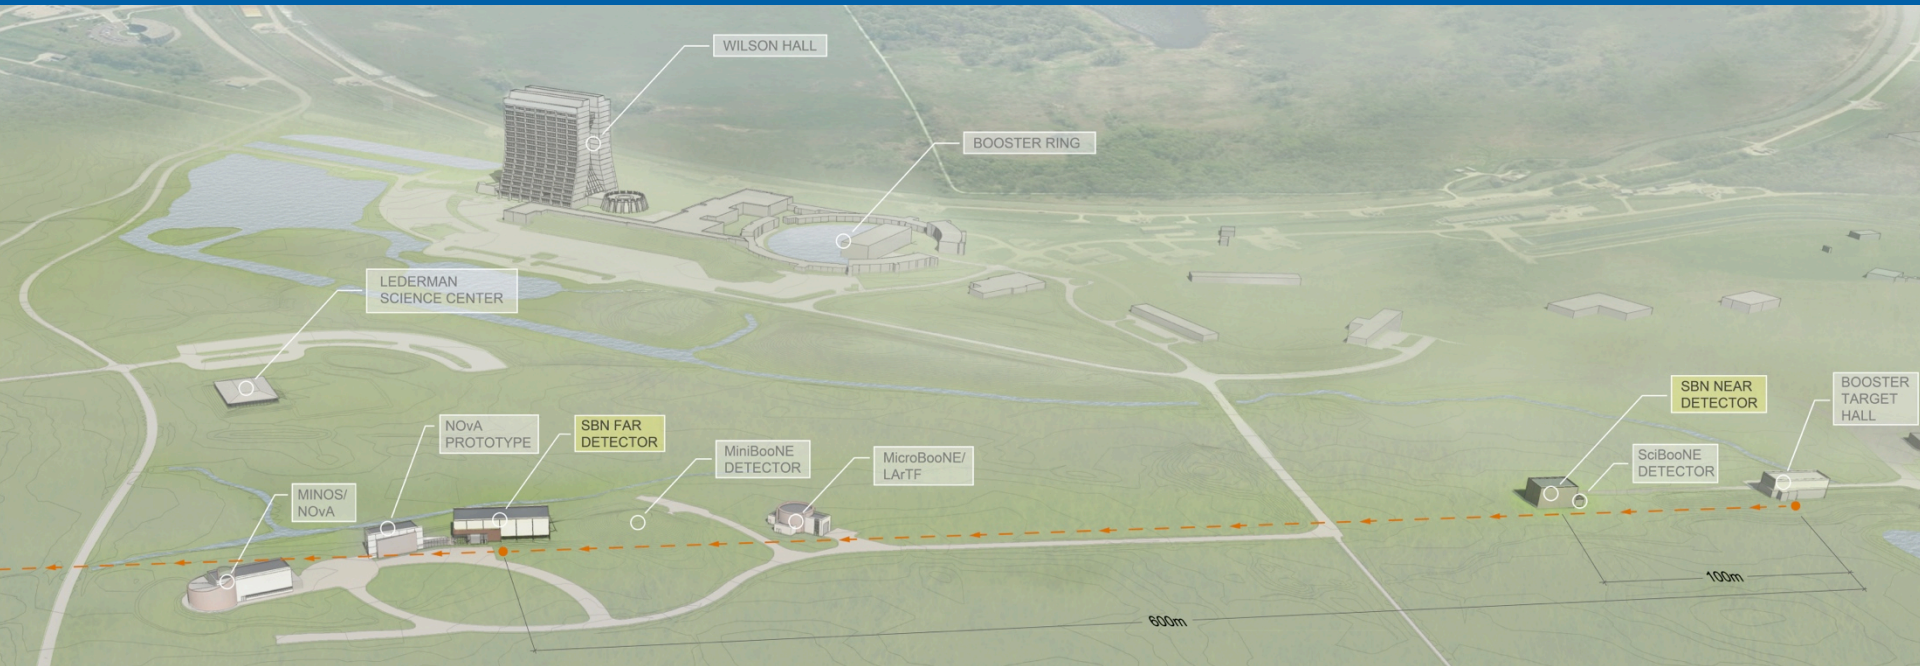 WILSON HALL
BOOSTER RING
LEDERMAN
SCIENCE CENTER
SBN NEAR
DETECTOR
BOOSTER
TARGET
HALL
NOvA
PROTOTYPE
SBN FAR
DETECTOR
MiniBooNE
DETECTOR
MicroBooNE/
LArTF
SciBooNE
DETECTOR
MINOS/
NOvA
100m
600m